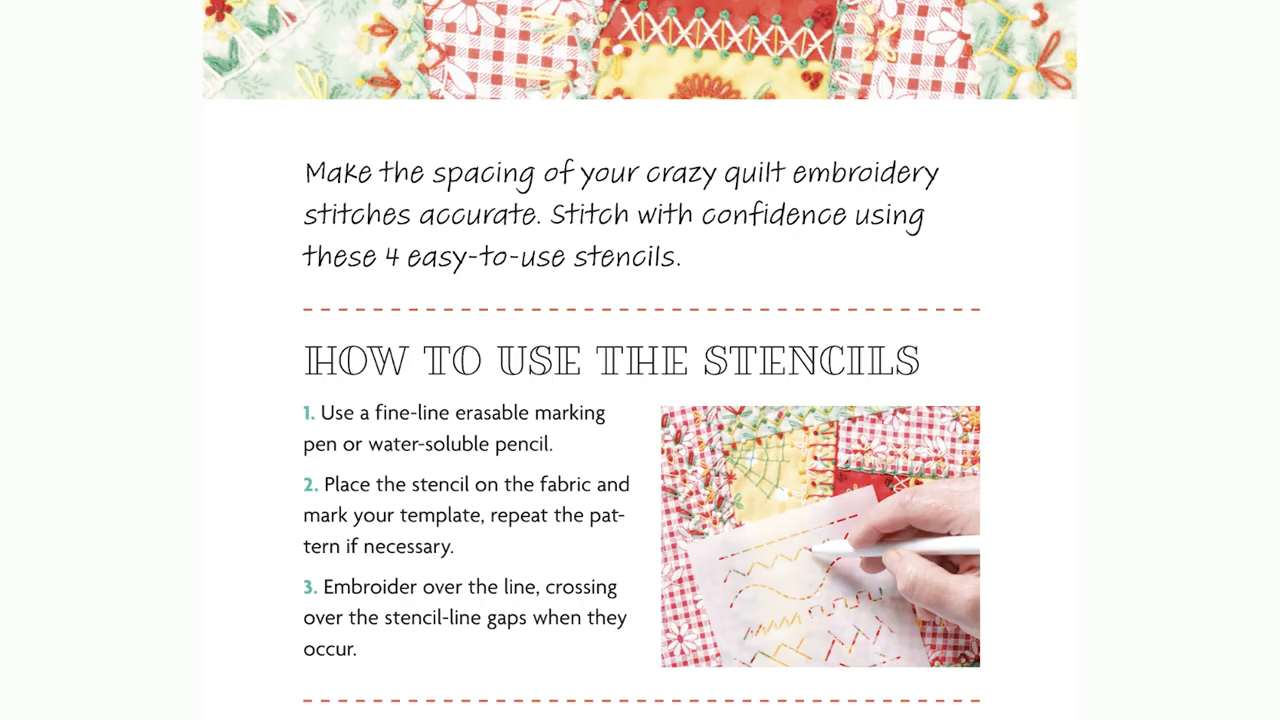 Make the spacing of your crazy quilt embroidery
stitches accurate. Stitch with confidence using
these 4 easy-to-use stencils.
HOW TO USE THE STENCILS
1. Use a fine-line erasable marking
pen or water-soluble pencil.
2. Place the stencil on the fabric and
mark your template, repeat the pat-
tern if necessary.
3. Embroider over the line, crossing
over the stencil-line gaps when they
occur.